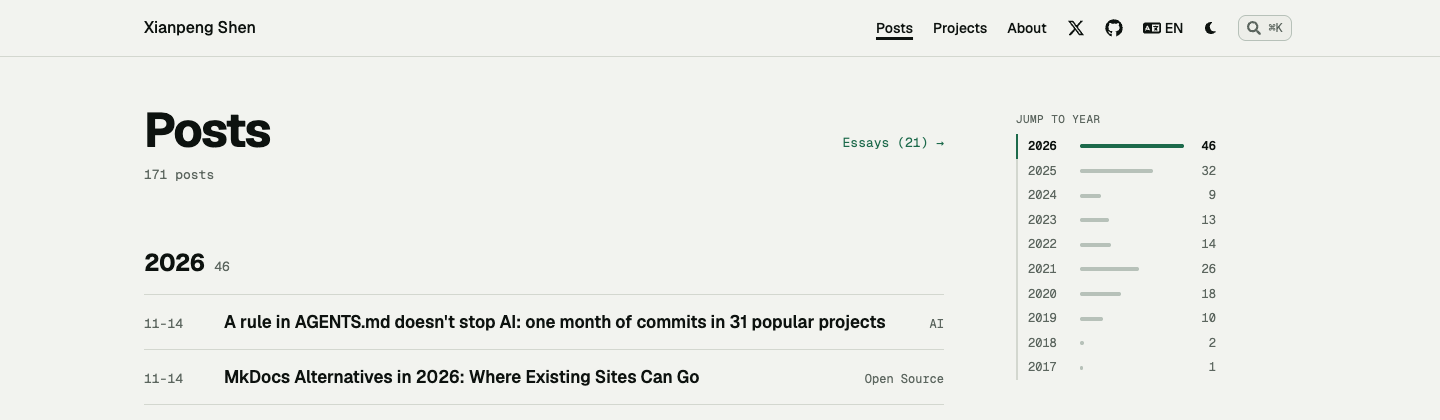 Xianpeng Shen
Posts Projects About EN ⌘K
Posts
Essays (21) →
171 posts
2026 46
11-14 A rule in AGENTS.md doesn't stop AI: one month of commits in 31 popular projects AI
11-14 MkDocs Alternatives in 2026: Where Existing Sites Can Go Open Source
JUMP TO YEAR
2026 46
2025 32
2024 9
2023 13
2022 14
2021 26
2020 18
2019 10
2018 2
2017 1